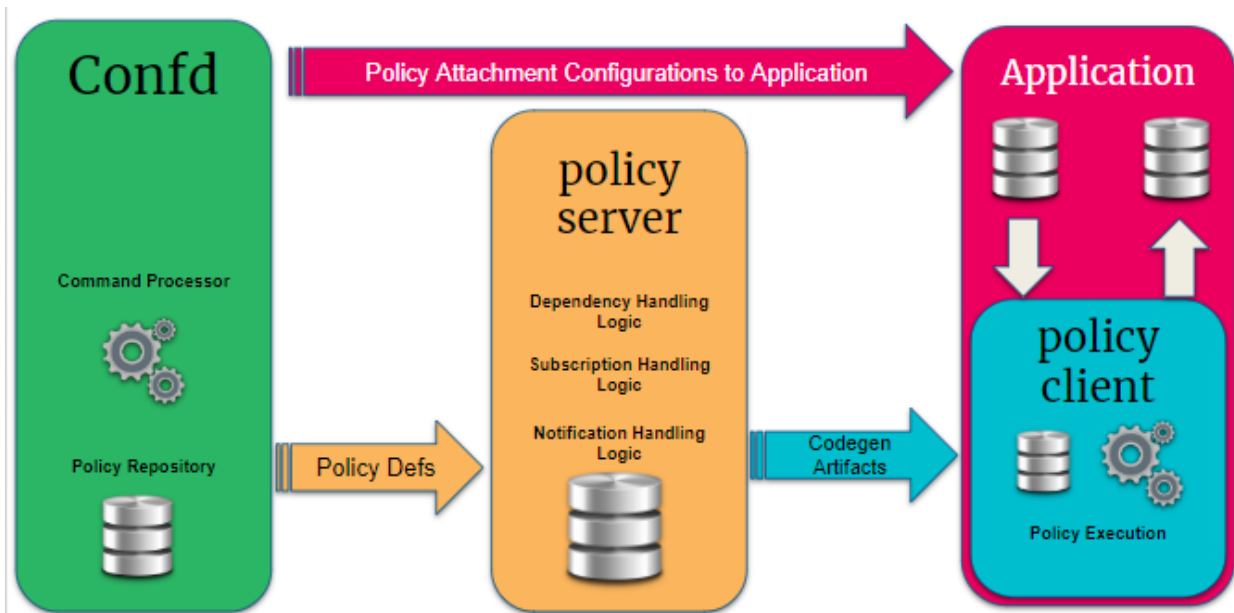 Confd
Policy Attachment Configurations to Application
Application
policy
server
Command Processor
Dependency Handling
Logic
Subscription Handling
Logic
policy
client
Notification Handling
Logic
Policy Repository
Policy Defs
Codegen
Artifacts
Policy Execution